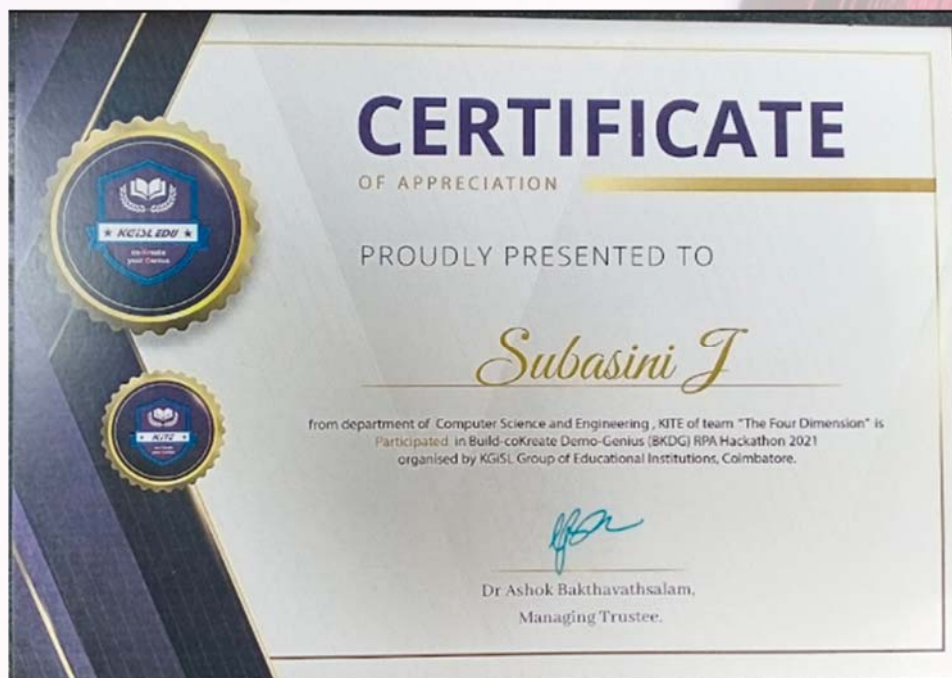 CERTIFICATE
OF APPRECIATION
PROUDLY PRESENTED TO
Subasini J
from department of Computer Science and Engineering , KITE of team "The Four Dimension" is
Participated in Build-coKreate Demo-Genius (BKDG) RPA Hackathon 2021
organised by KGiSL Group of Educational Institutions, Coimbatore.
Dr Ashok Bakthavathsalam,
Managing Trustee.
KGiSL EDU
co-Kreate
your Genius
KiTE